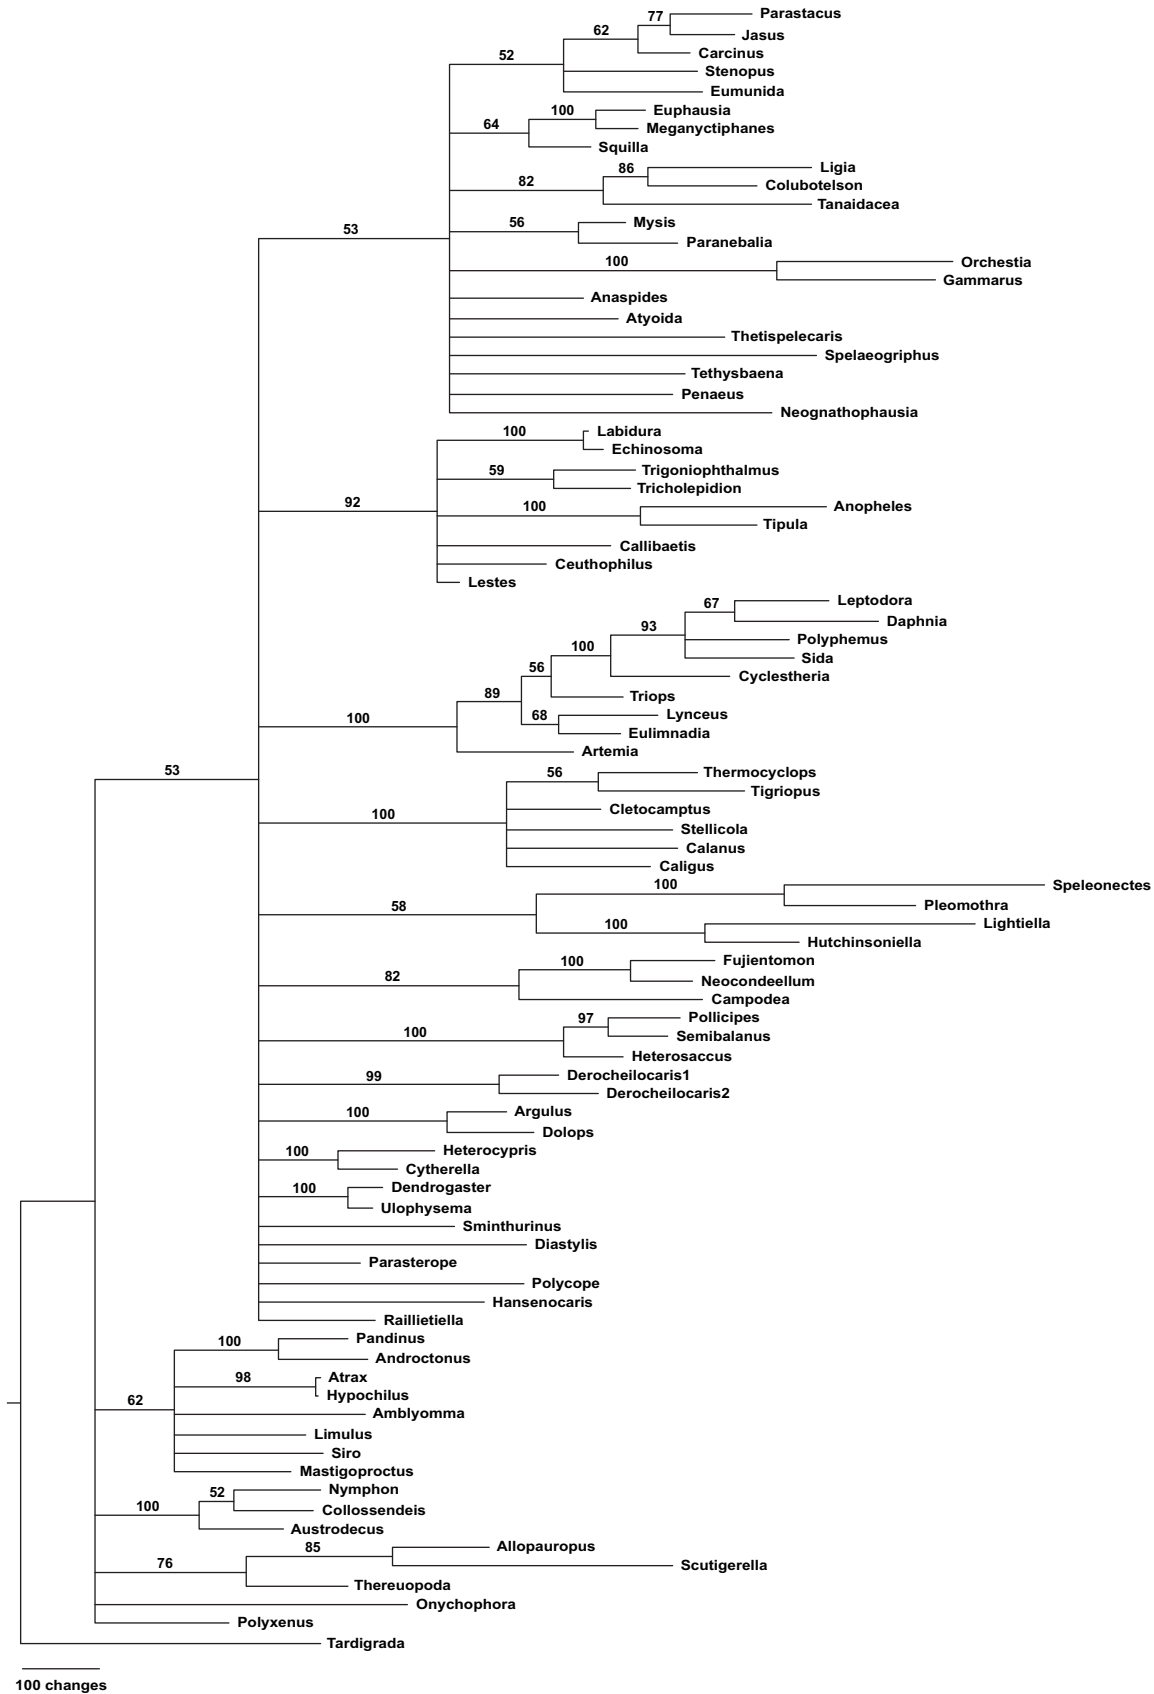 77 Parastacus
62 Jasus
Carcinus
52 Stenopus
Eumunida
100 Euphausia
64 Meganyctiphanes
Squilla
86 Ligia
82 Colubotelson
Tanaidacea
56 Mysis
53 Paranebalia
100 Orchestia
Gammarus
Anaspides
Atyoida
Thetispelecaris
Spelaeogriphus
Tethysbaena
Penaeus
Neognathophausia
100 Labidura
Echinosoma
59 Trigoniophthalmus
Tricholepidion
92 100 Anopheles
Tipula
Callibaetis
Ceuthophilus
Lestes
67 Leptodora
93 Daphnia
100 Polyphemus
Sida
56 Cyclestheria
89 Triops
100 68 Lynceus
Eulimnadia
Artemia
53 56 Thermocyclops
Tigriopus
100 Cletocamptus
Stellicola
Calanus
Caligus
100 Speleonectes
58 Pleomothra
100 Lightiella
Hutchinsoniella
100 Fujientomon
82 Neocondeellum
Campodea
97 Pollicipes
100 Semibalanus
Heterosaccus
99 Derocheilocaris1
Derocheilocaris2
100 Argulus
Dolops
100 Heterocypris
Cytherella
100 Dendrogaster
Ulophysema
Sminthurinus
Diastylis
Parasterope
Polycope
Hansenocaris
Raillietiella
100 Pandinus
Androctonus
98 Atrax
Hypochilus
62 Amblyomma
Limulus
Siro
Mastigoproctus
52 Nymphon
100 Collossendeis
Austrodecus
85 Allopauropus
76 Scutigerella
Thereuopoda
Onychophora
Polyxenus
Tardigrada
100 changes